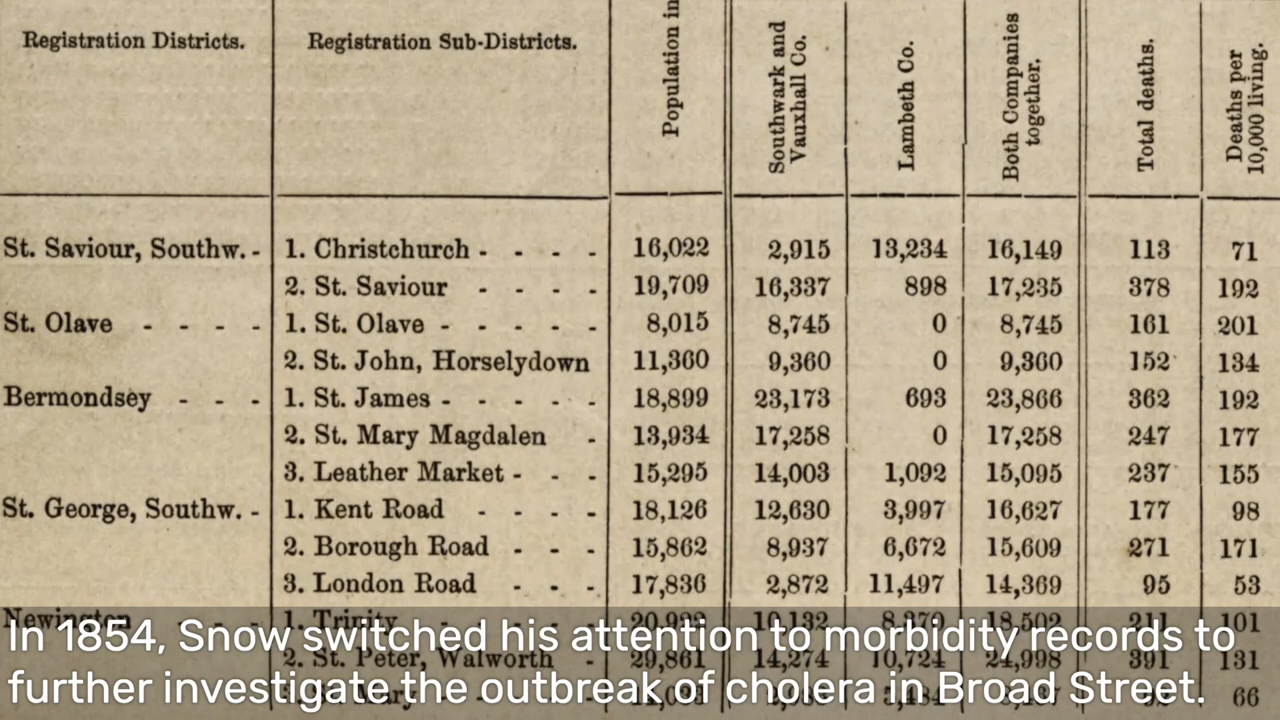 Registration Districts. Registration Sub-Districts. Population in Southwark and Vauxhall Co. Lambeth Co. Both Companies together. Total deaths. Deaths per 10,000 living.
St. Saviour, Southw. - 1. Christchurch - - - - 16,022 2,915 13,234 16,149 113 71
2. St. Saviour - - - - 19,709 16,337 898 17,235 378 192
St. Olave - - - - 1. St. Olave - - - - - 8,015 8,745 0 8,745 161 201
2. St. John, Horselydown 11,360 9,360 0 9,360 152 134
Bermondsey - - - 1. St. James - - - - - 18,899 23,173 693 23,866 362 192
2. St. Mary Magdalen - 13,934 17,258 0 17,258 247 177
3. Leather Market - - - 15,295 14,003 1,092 15,095 237 155
St. George, Southw. - 1. Kent Road - - - - 18,126 12,630 3,997 16,627 177 98
2. Borough Road - - - 15,862 8,937 6,672 15,609 271 171
3. London Road - - - 17,836 2,872 11,497 14,369 95 53
Newington 1. Trinity 10,132 18,502 211 101
In 1854, Snow switched his attention to morbidity records to
2. St. Peter, Walworth - 29,861 14,274 10,724 24,998 391 131
further investigate the outbreak of cholera in Broad Street.
66